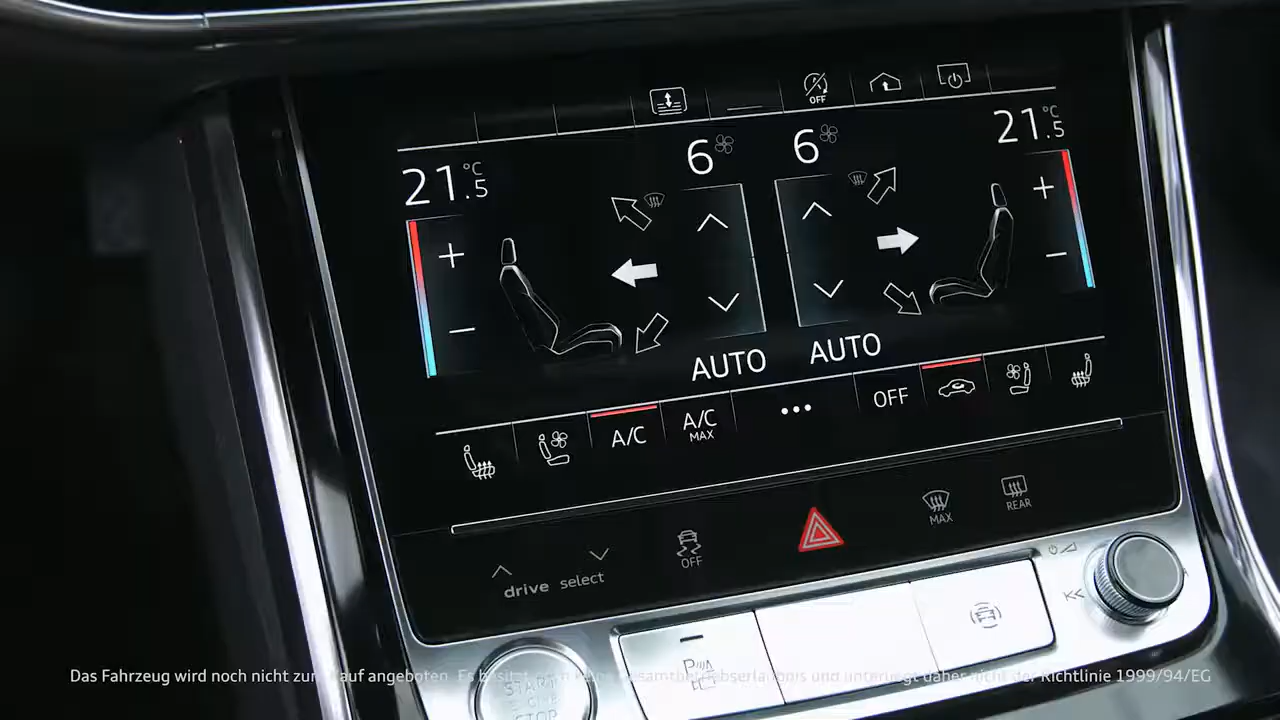 OFF
21.5 °C
6
6
21.5 °C
AUTO
AUTO
A/C
A/C
MAX
OFF
OFF
MAX
REAR
drive select
START
STOP
P
Das Fahrzeug wird noch nicht zum Kauf angeboten. Es besitzt Gesamtbetriebserlaubnis und unterliegt daher nicht der Richtlinie 1999/94/EG